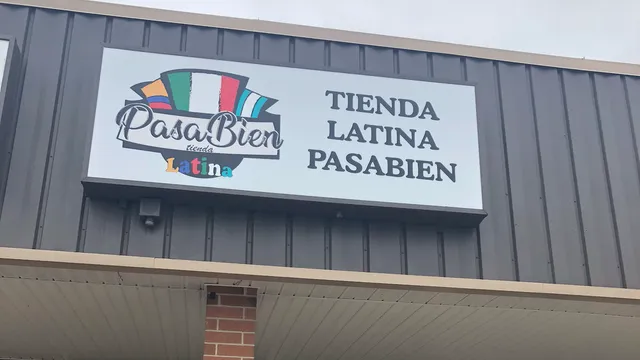 PasaBien
tienda
Latina
TIENDA
LATINA
PASABIEN